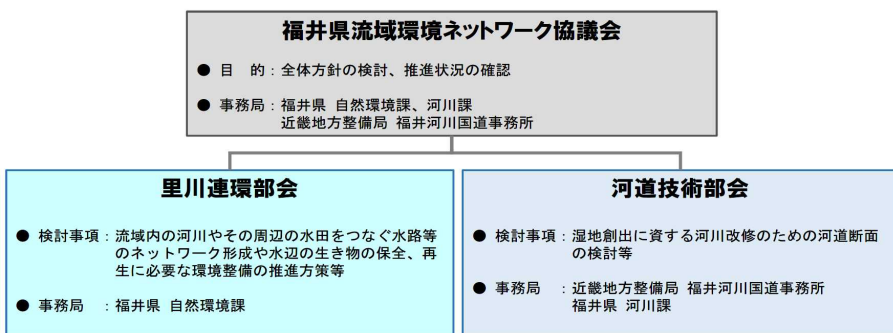 福井県流域環境ネットワーク協議会
● 目　的：全体方針の検討、推進状況の確認
● 事務局：福井県 自然環境課、河川課
近畿地方整備局 福井河川国道事務所
里川連環部会
● 検討事項：流域内の河川やその周辺の水田をつなぐ水路等
のネットワーク形成や水辺の生き物の保全、再
生に必要な環境整備の推進方策等
● 事務局　：福井県 自然環境課
河道技術部会
● 検討事項：湿地創出に資する河川改修のための河道断面
の検討等
● 事務局　：近畿地方整備局 福井河川国道事務所
福井県 河川課